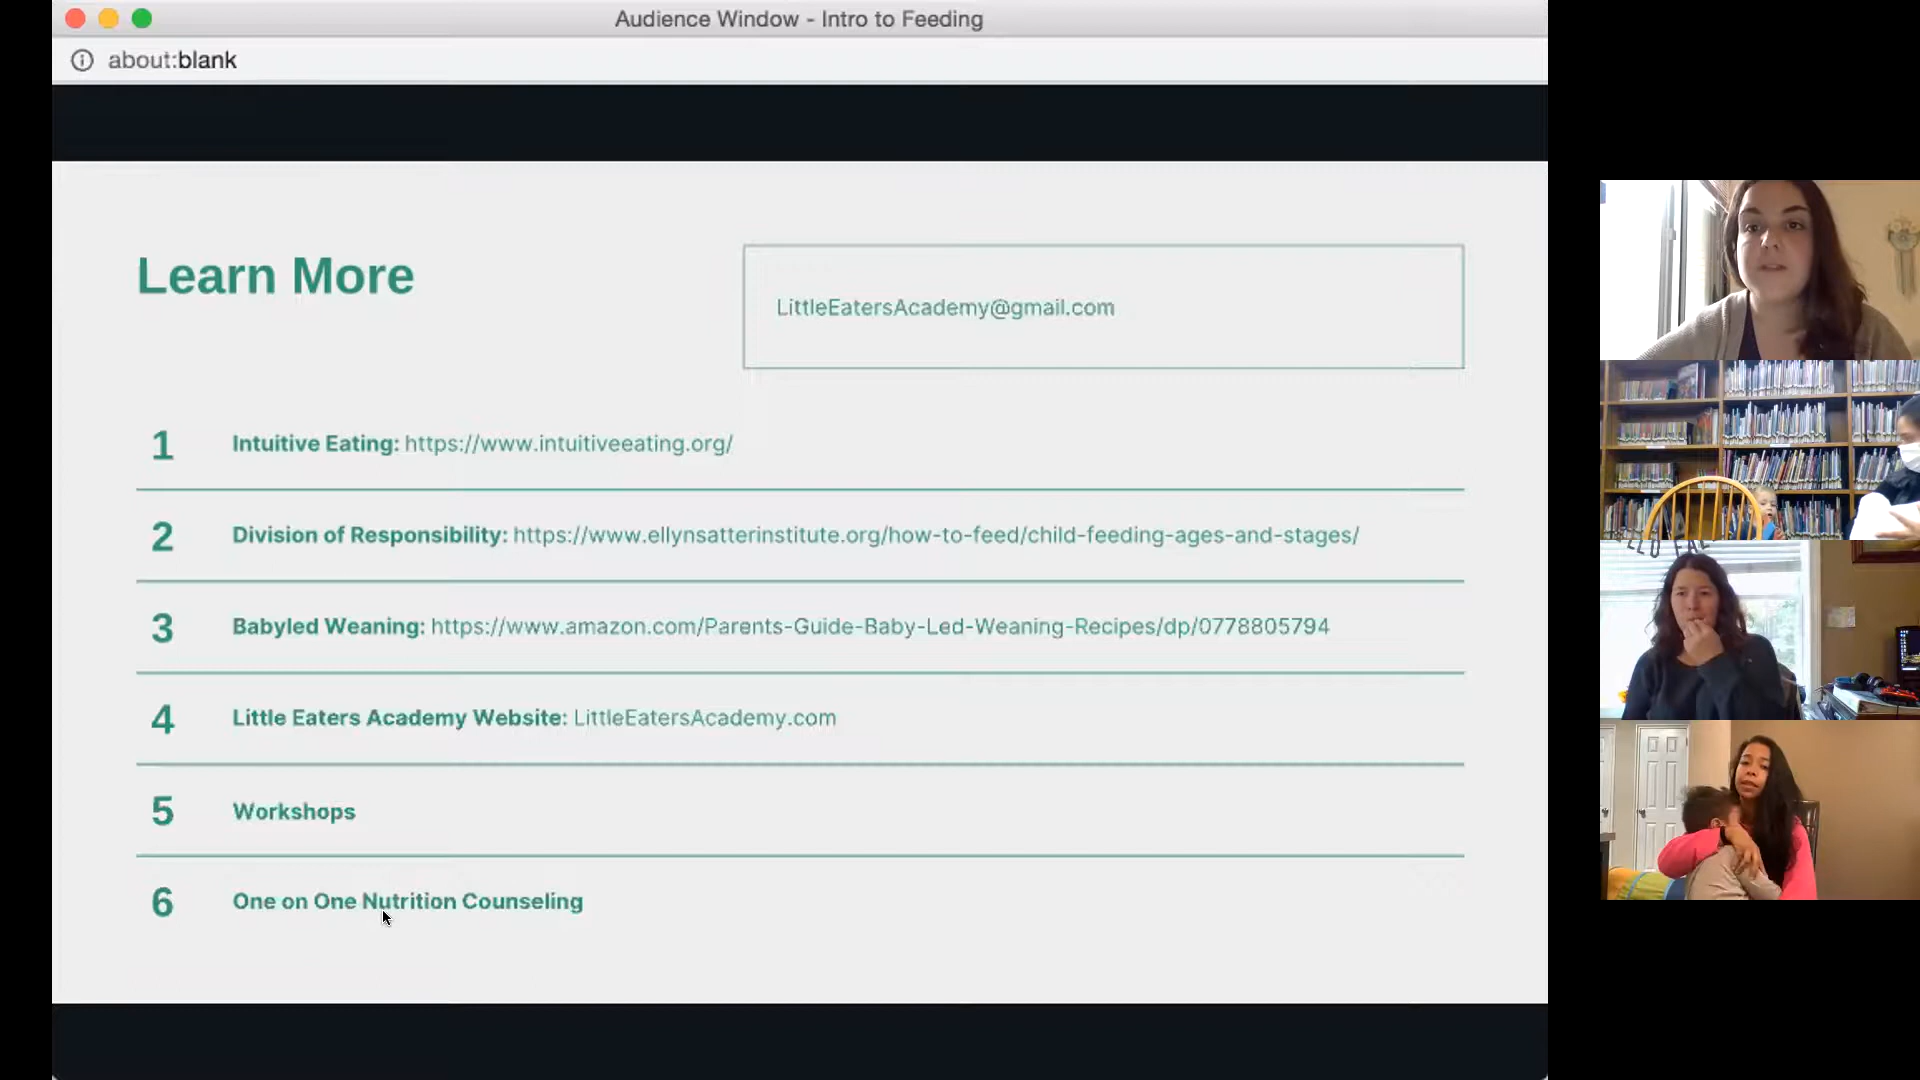 Audience Window - Intro to Feeding
about:blank
Learn More
LittleEatersAcademy@gmail.com
1 Intuitive Eating: https://www.intuitiveeating.org/
2 Division of Responsibility: https://www.ellynsatterinstitute.org/how-to-feed/child-feeding-ages-and-stages/
3 Babyled Weaning: https://www.amazon.com/Parents-Guide-Baby-Led-Weaning-Recipes/dp/0778805794
4 Little Eaters Academy Website: LittleEatersAcademy.com
5 Workshops
6 One on One Nutrition Counseling